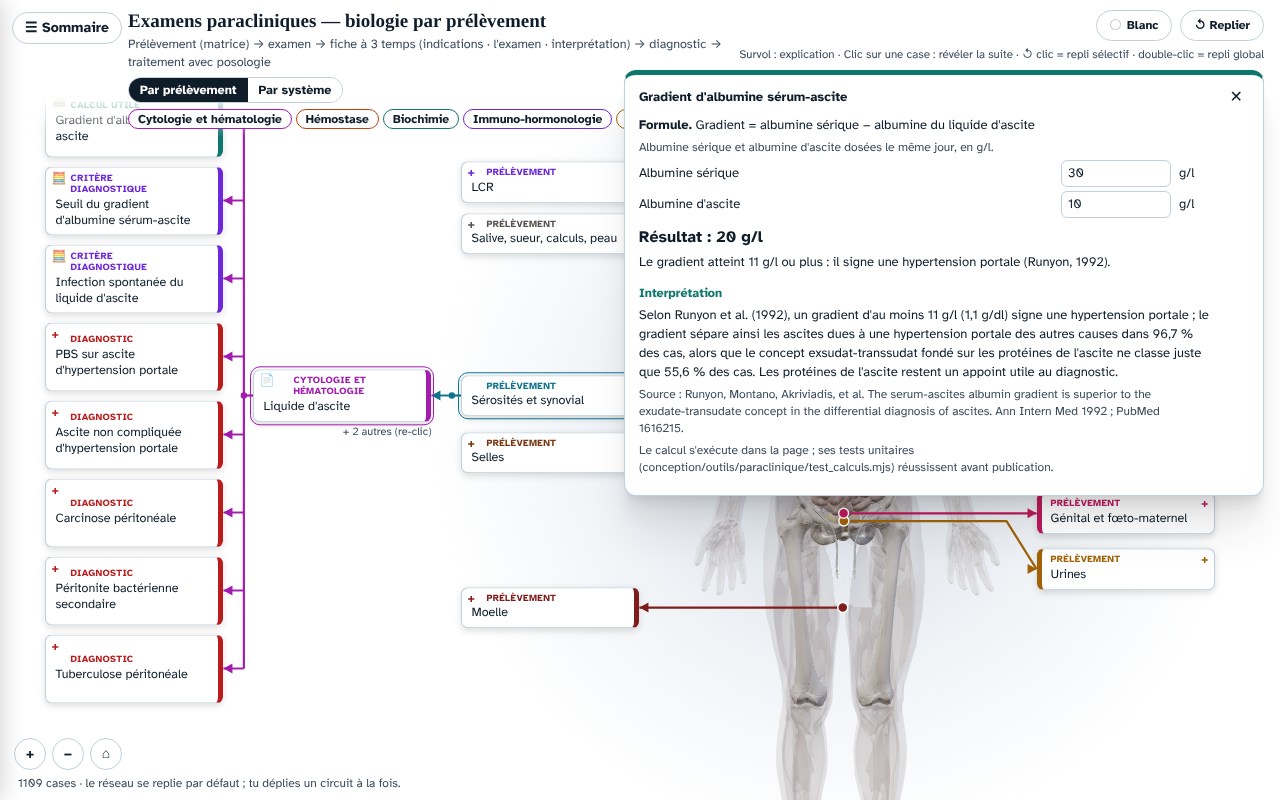 ☰ Sommaire
Examens paracliniques — biologie par prélèvement
Prélèvement (matrice) → examen → fiche à 3 temps (indications · l'examen · interprétation) → diagnostic →
traitement avec posologie
Blanc
↺ Replier
Survol : explication · Clic sur une case : révéler la suite · ↺ clic = repli sélectif · double-clic = repli global
Par prélèvement
Par système
Cytologie et hématologie
Hémostase
Biochimie
Immuno-hormonologie
CALCUL UTILE
Gradient d'alb
ascite
CRITÈRE
DIAGNOSTIQUE
Seuil du gradient
d'albumine sérum-ascite
CRITÈRE
DIAGNOSTIQUE
Infection spontanée du
liquide d'ascite
+ DIAGNOSTIC
PBS sur ascite
d'hypertension portale
+ DIAGNOSTIC
Ascite non compliquée
d'hypertension portale
+ DIAGNOSTIC
Carcinose péritonéale
+ DIAGNOSTIC
Péritonite bactérienne
secondaire
+ DIAGNOSTIC
Tuberculose péritonéale
CYTOLOGIE ET
HÉMATOLOGIE
Liquide d'ascite
+ 2 autres (re-clic)
+ PRÉLÈVEMENT
LCR
+ PRÉLÈVEMENT
Salive, sueur, calculs, peau
PRÉLÈVEMENT
Sérosités et synovial
+ PRÉLÈVEMENT
Selles
+ PRÉLÈVEMENT
Moelle
Gradient d'albumine sérum-ascite
✕
Formule. Gradient = albumine sérique − albumine du liquide d'ascite
Albumine sérique et albumine d'ascite dosées le même jour, en g/l.
Albumine sérique 30 g/l
Albumine d'ascite 10 g/l
Résultat : 20 g/l
Le gradient atteint 11 g/l ou plus : il signe une hypertension portale (Runyon, 1992).
Interprétation
Selon Runyon et al. (1992), un gradient d'au moins 11 g/l (1,1 g/dl) signe une hypertension portale ; le
gradient sépare ainsi les ascites dues à une hypertension portale des autres causes dans 96,7 %
des cas, alors que le concept exsudat-transsudat fondé sur les protéines de l'ascite ne classe juste
que 55,6 % des cas. Les protéines de l'ascite restent un appoint utile au diagnostic.
Source : Runyon, Montano, Akriviadis, et al. The serum-ascites albumin gradient is superior to the
exudate-transudate concept in the differential diagnosis of ascites. Ann Intern Med 1992 ; PubMed
1616215.
Le calcul s'exécute dans la page ; ses tests unitaires
(conception/outils/paraclinique/test_calculs.mjs) réussissent avant publication.
PRÉLÈVEMENT +
Génital et fœto-maternel
PRÉLÈVEMENT +
Urines
+ − ⌂
1109 cases · le réseau se replie par défaut ; tu déplies un circuit à la fois.